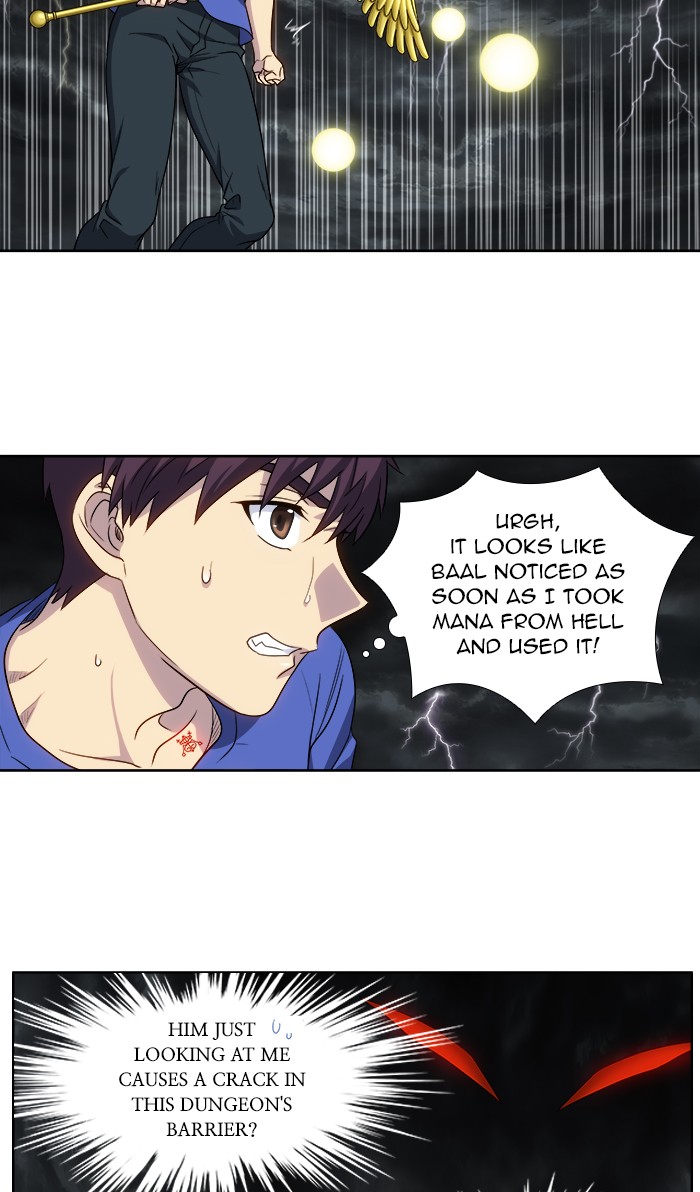 URGH,
IT LOOKS LIKE
BAAL NOTICED AS
SOON AS I TOOK
MANA FROM HELL
AND USED IT!
HIM JUST
LOOKING AT ME
CAUSES A CRACK IN
THIS DUNGEON'S
BARRIER?